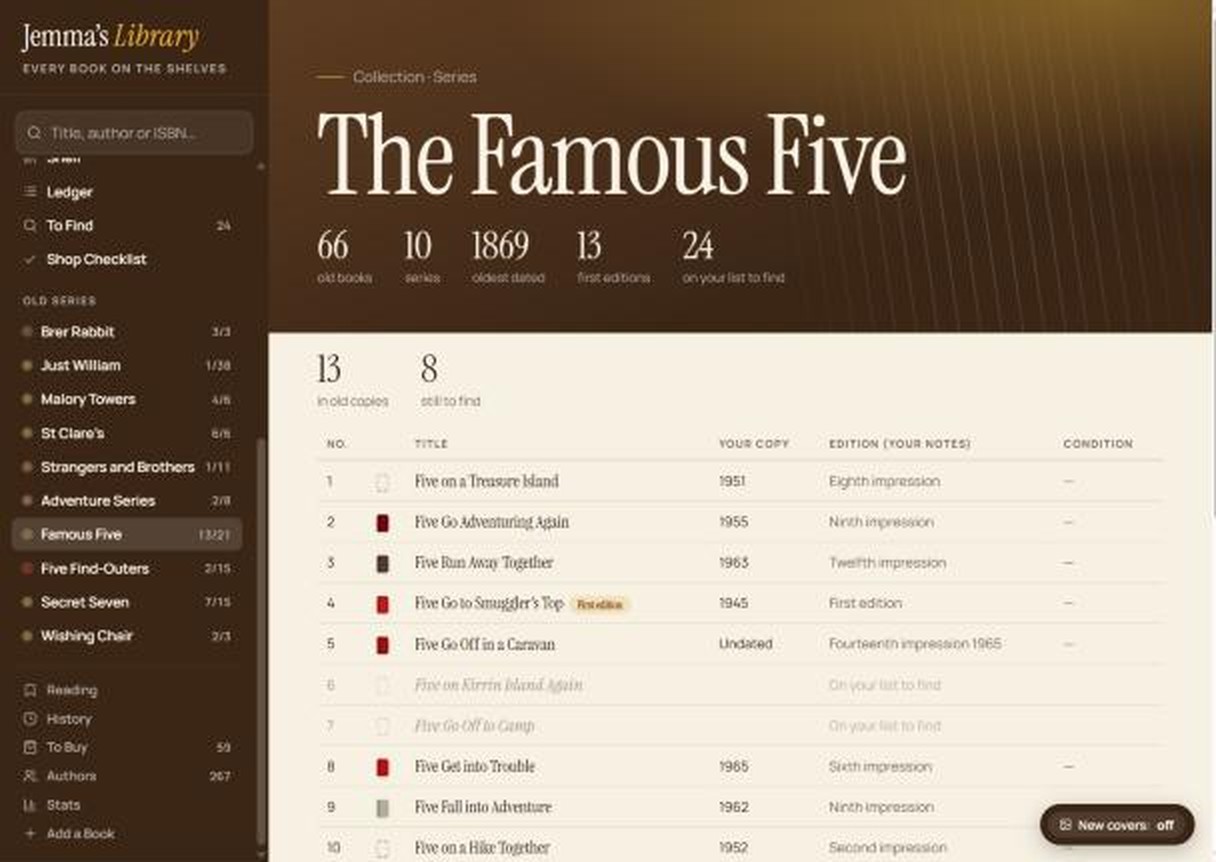 Jemma's Library
EVERY BOOK ON THE SHELVES
Title, author or ISBN...
Shelf
Ledger
To Find 24
Shop Checklist
OLD SERIES
Brer Rabbit 3/3
Just William 1/38
Malory Towers 4/6
St Clare's 6/6
Strangers and Brothers 1/11
Adventure Series 2/8
Famous Five 13/21
Five Find-Outers 2/15
Secret Seven 7/15
Wishing Chair 2/3
Reading
History
To Buy 59
Authors 267
Stats
Add a Book
Collection · Series
The Famous Five
66 10 1869 13 24
old books series oldest dated first editions on your list to find
13 8
in old copies still to find
NO. TITLE YOUR COPY EDITION (YOUR NOTES) CONDITION
1 Five on a Treasure Island 1951 Eighth impression —
2 Five Go Adventuring Again 1955 Ninth impression —
3 Five Run Away Together 1963 Twelfth impression —
4 Five Go to Smuggler's Top First edition 1945 First edition —
5 Five Go Off in a Caravan Undated Fourteenth impression 1965 —
6 Five on Kirrin Island Again On your list to find
7 Five Go Off to Camp On your list to find
8 Five Get into Trouble 1965 Sixth impression —
9 Five Fall into Adventure 1962 Ninth impression
10 Five on a Hike Together 1952 Second impression
New covers: off